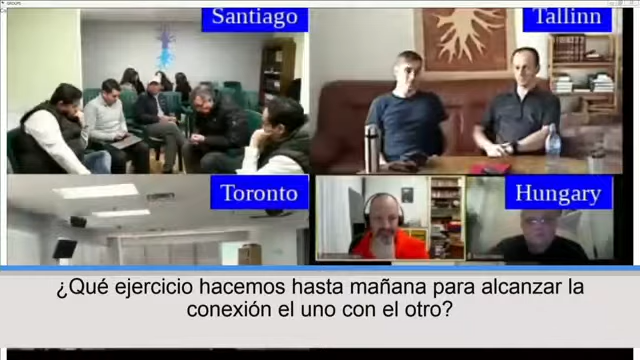 Santiago
Tallinn
Toronto
Hungary
¿Qué ejercicio hacemos hasta mañana para alcanzar la
conexión el uno con el otro?